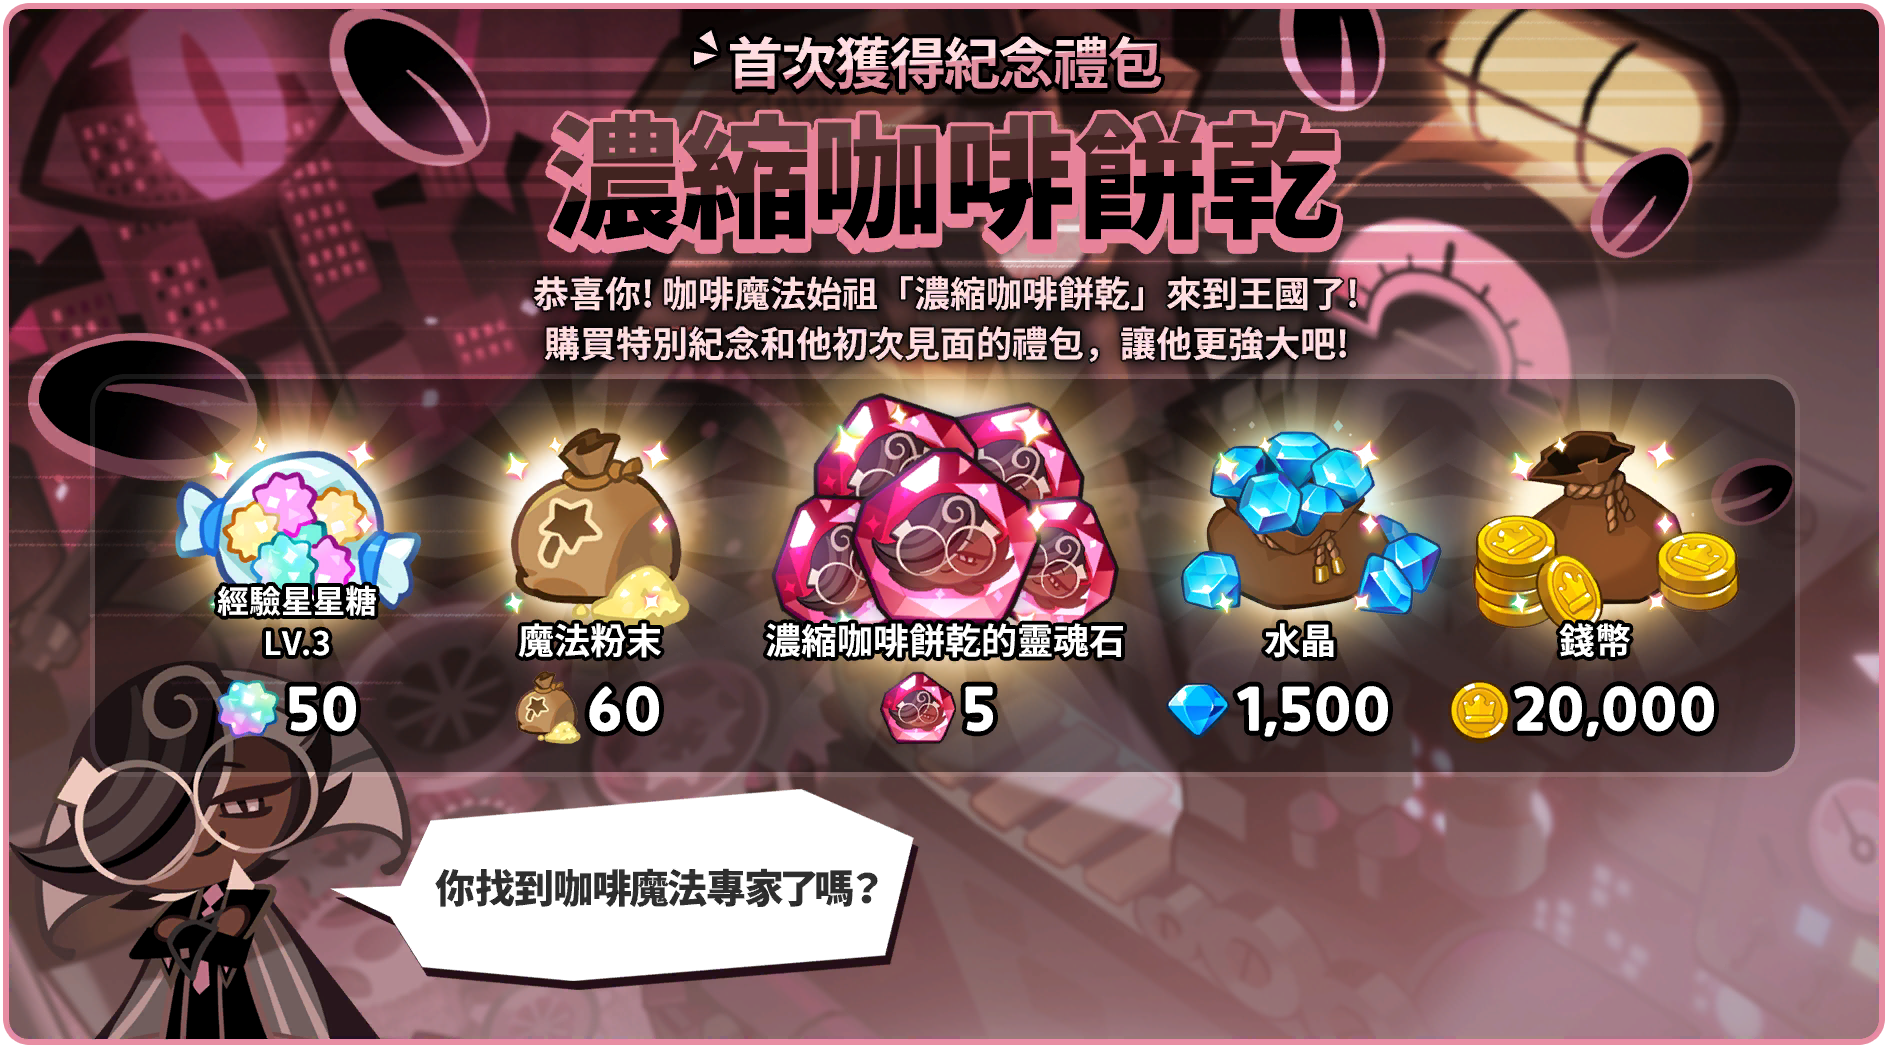 首次獲得紀念禮包
濃縮咖啡餅乾
恭喜你! 咖啡魔法始祖「濃縮咖啡餅乾」來到王國了!
購買特別紀念和他初次見面的禮包，讓他更強大吧!
經驗星星糖
LV.3
50
魔法粉末
60
濃縮咖啡餅乾的靈魂石
5
水晶
1,500
錢幣
20,000
你找到咖啡魔法專家了嗎?